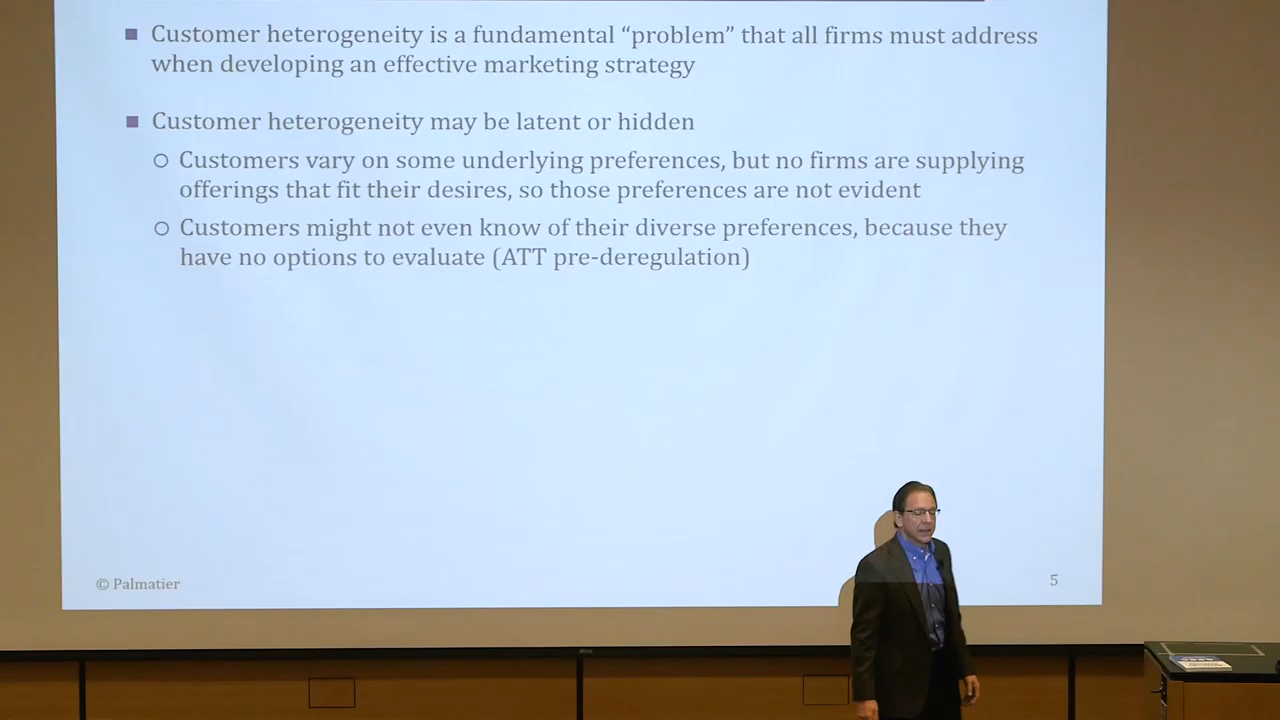 ■ Customer heterogeneity is a fundamental “problem” that all firms must address
when developing an effective marketing strategy
■ Customer heterogeneity may be latent or hidden
○ Customers vary on some underlying preferences, but no firms are supplying
offerings that fit their desires, so those preferences are not evident
○ Customers might not even know of their diverse preferences, because they
have no options to evaluate (ATT pre-deregulation)
© Palmatier
5